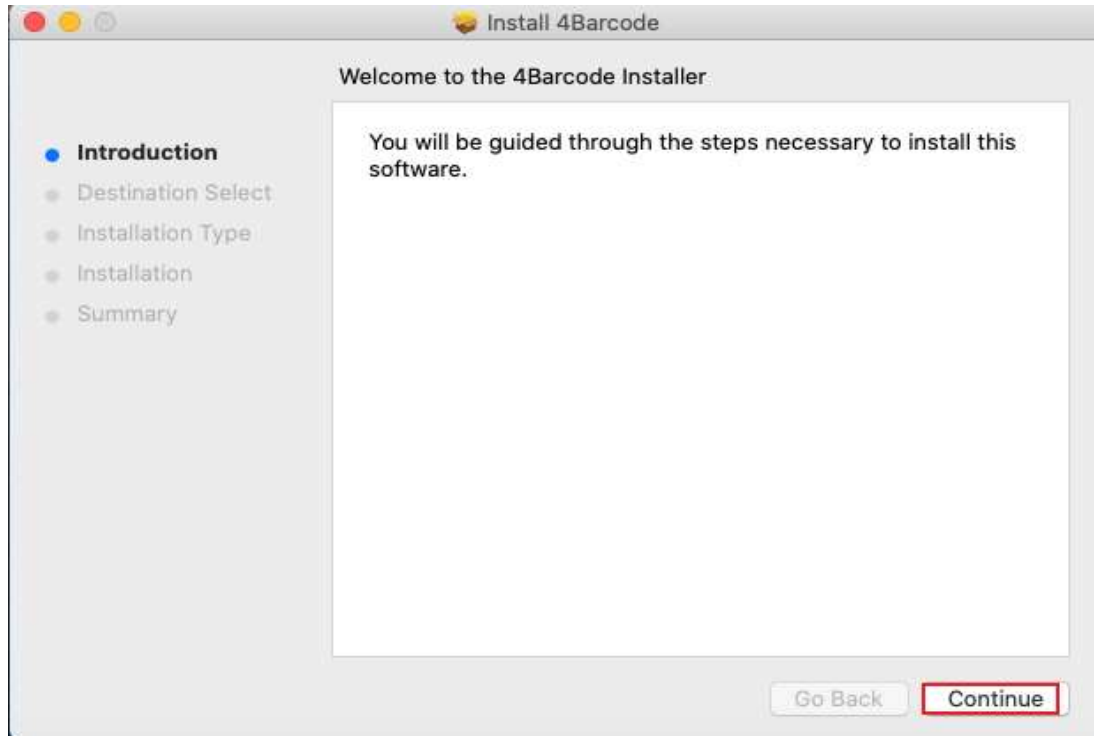 Install 4Barcode
Welcome to the 4Barcode Installer
Introduction
Destination Select
Installation Type
Installation
Summary
You will be guided through the steps necessary to install this
software.
Go Back
Continue